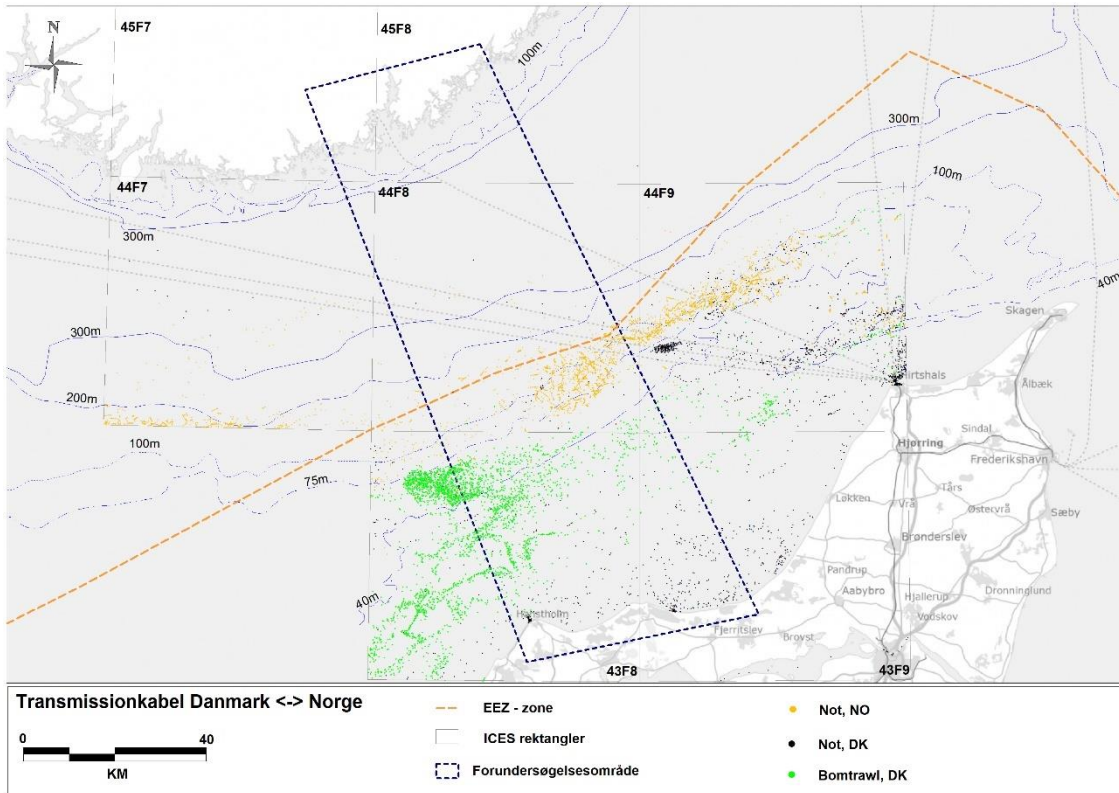 45F7
45F8
N
100m
300m
44F7
44F8
44F9
100m
300m
40m
Skagen
300m
Ålbæk
200m
Sindal
Hjørring
100m
Frederikshavn
75m
Tårs
Løkken
Vrå
Østervrå
Sæby
Brønderslev
Pandrup
40m
Aabybro
Hjallerup
Dronninglund
Vodskov
Fjerritslev
Brovst
43F8
43F9
Transmissionkabel Danmark <-> Norge
0 40
KM
EEZ - zone
ICES rektangler
Forundersøgelsesområde
Not, NO
Not, DK
Bomtrawl, DK